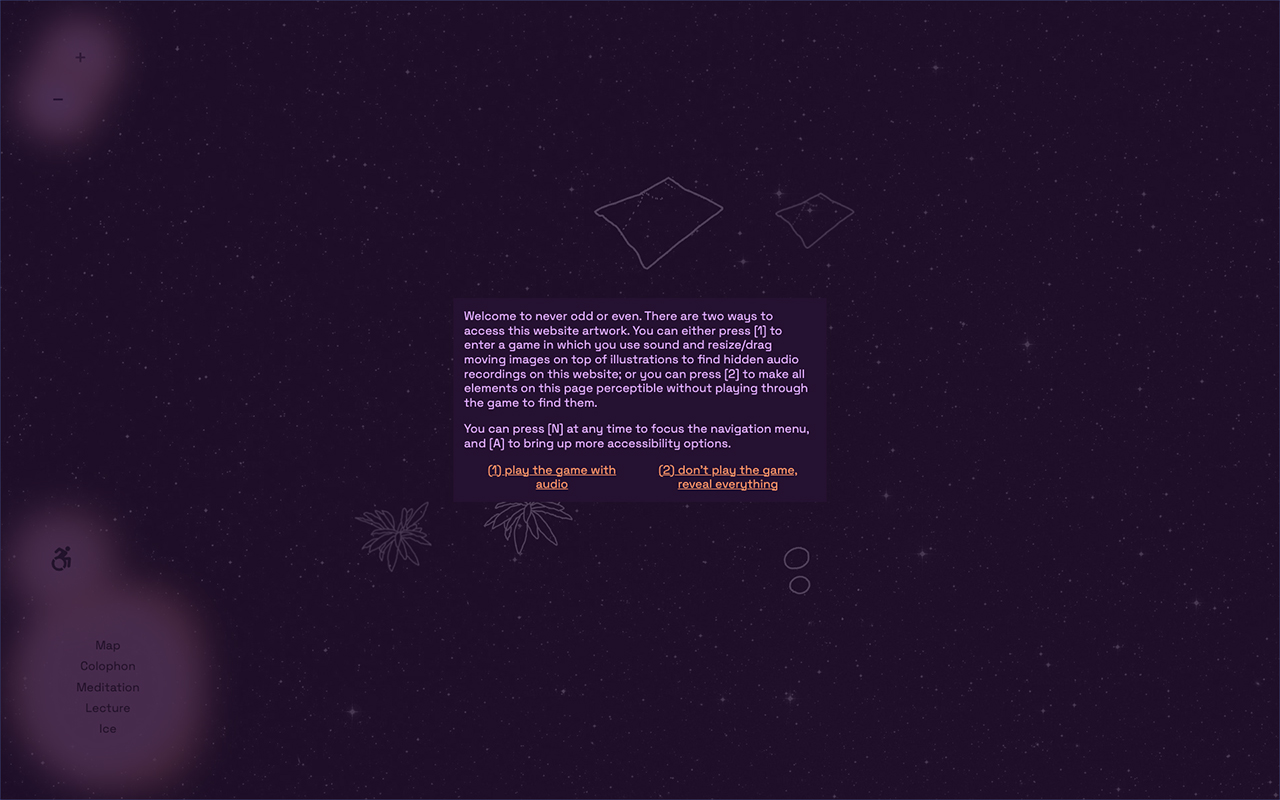 +
−
Welcome to never odd or even. There are two ways to
access this website artwork. You can either press [1] to
enter a game in which you use sound and resize/drag
moving images on top of illustrations to find hidden audio
recordings on this website; or you can press [2] to make all
elements on this page perceptible without playing through
the game to find them.
You can press [N] at any time to focus the navigation menu,
and [A] to bring up more accessibility options.
(1) play the game with
audio
(2) don't play the game,
reveal everything
Map
Colophon
Meditation
Lecture
Ice